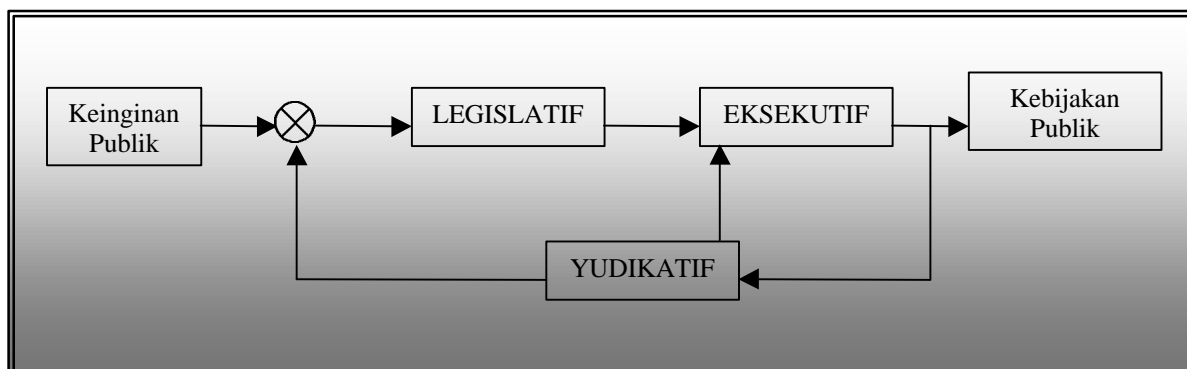 Keinginan
Publik
LEGISLATIF
EKSEKUTIF
Kebijakan
Publik
YUDIKATIF